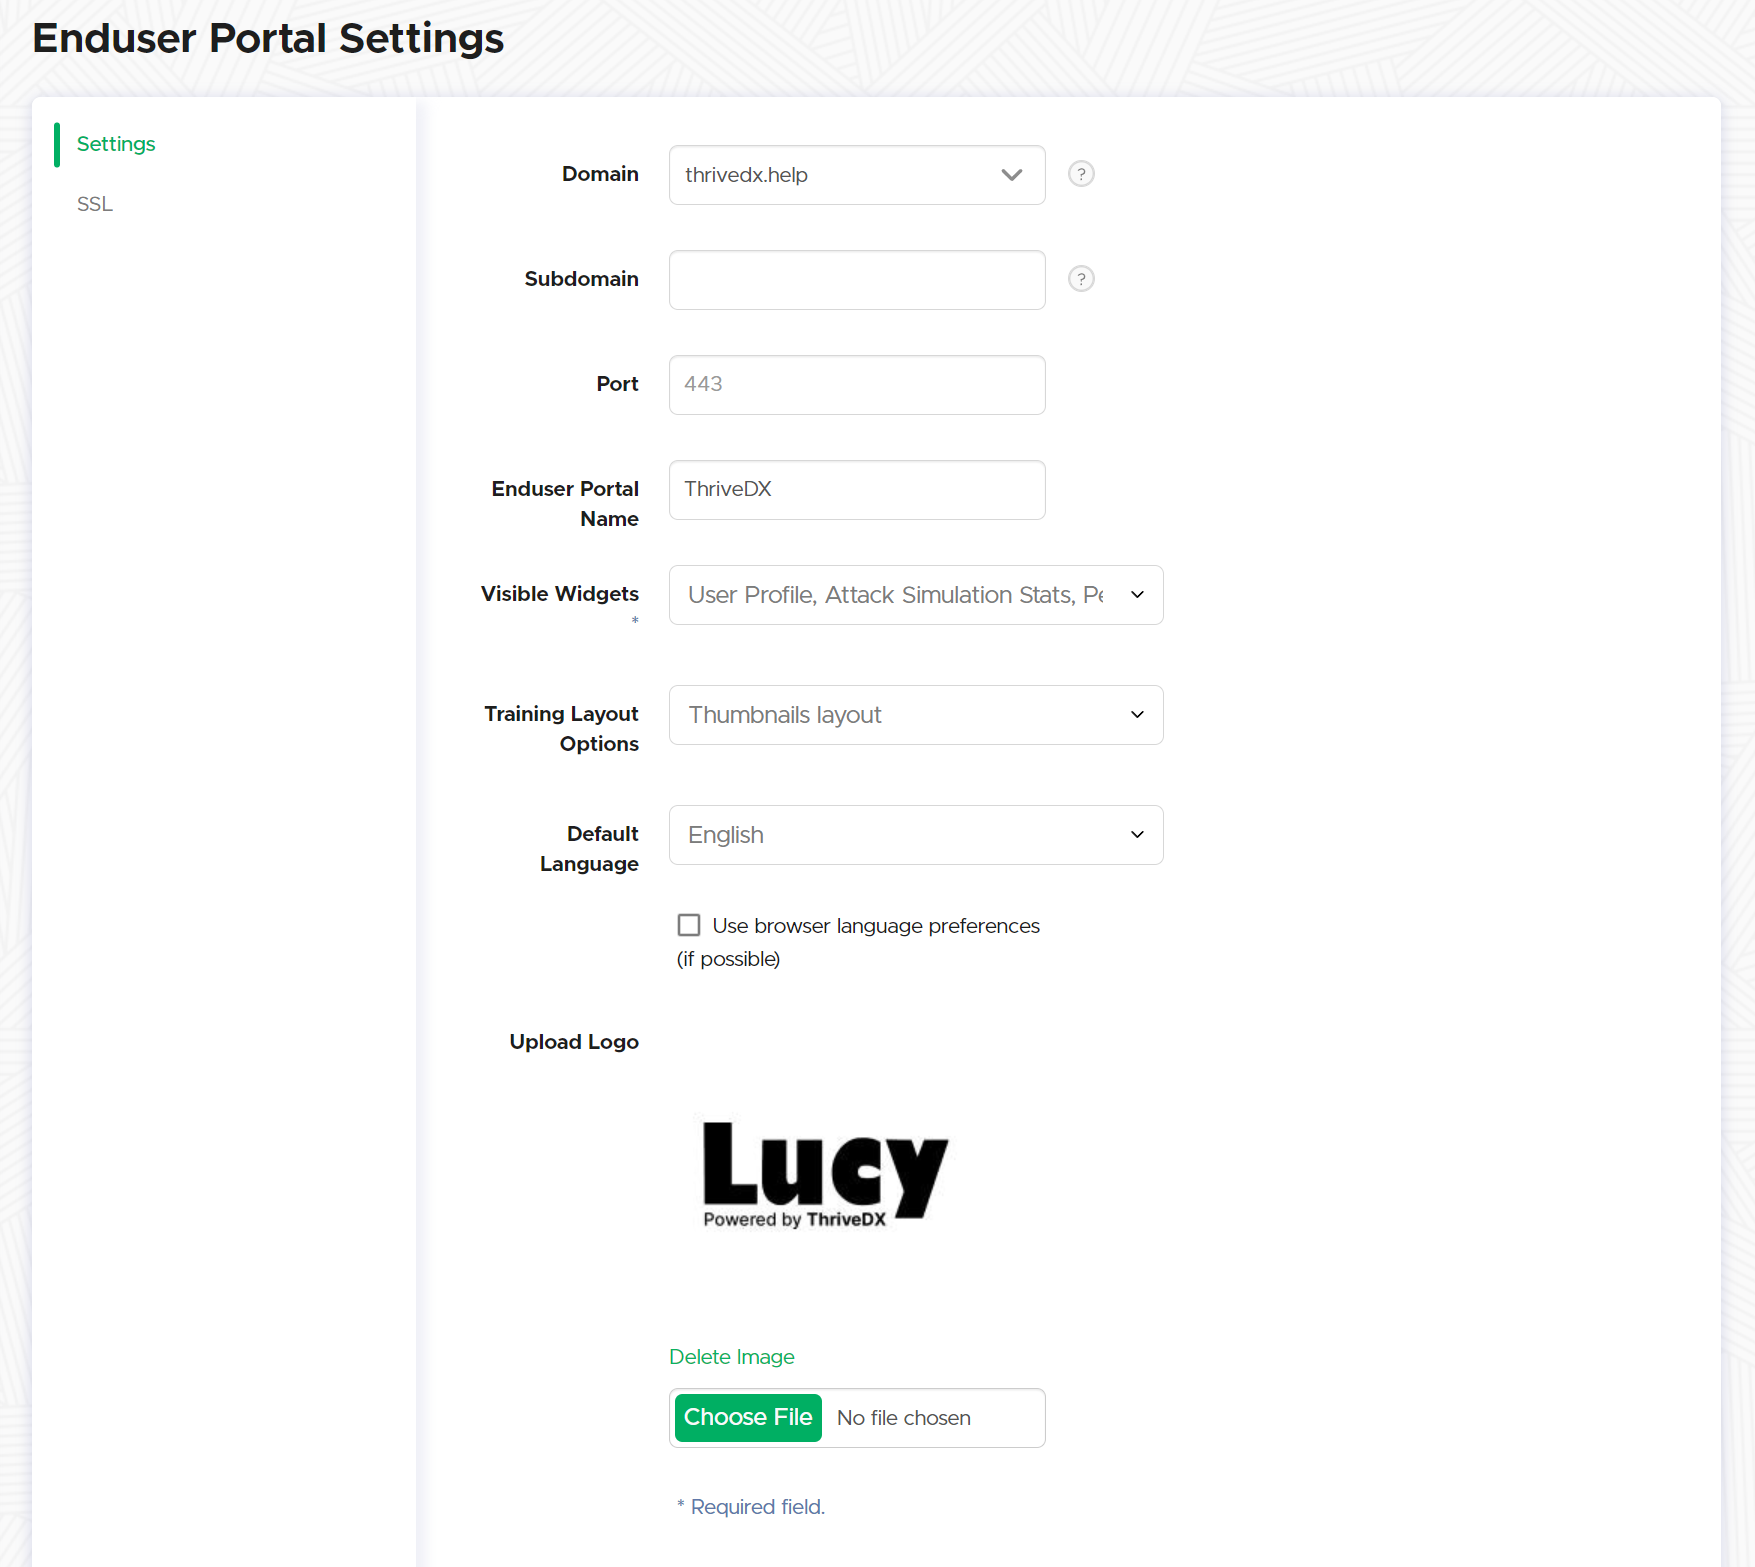 Enduser Portal Settings
Settings
SSL
Domain
thrivedx.help
?
Subdomain
?
Port
443
Enduser Portal
Name
ThriveDX
Visible Widgets
*
User Profile, Attack Simulation Stats, Pe
Training Layout
Options
Thumbnails layout
Default
Language
English
Use browser language preferences
(if possible)
Upload Logo
Lucy
Powered by ThriveDX
Delete Image
Choose File No file chosen
* Required field.